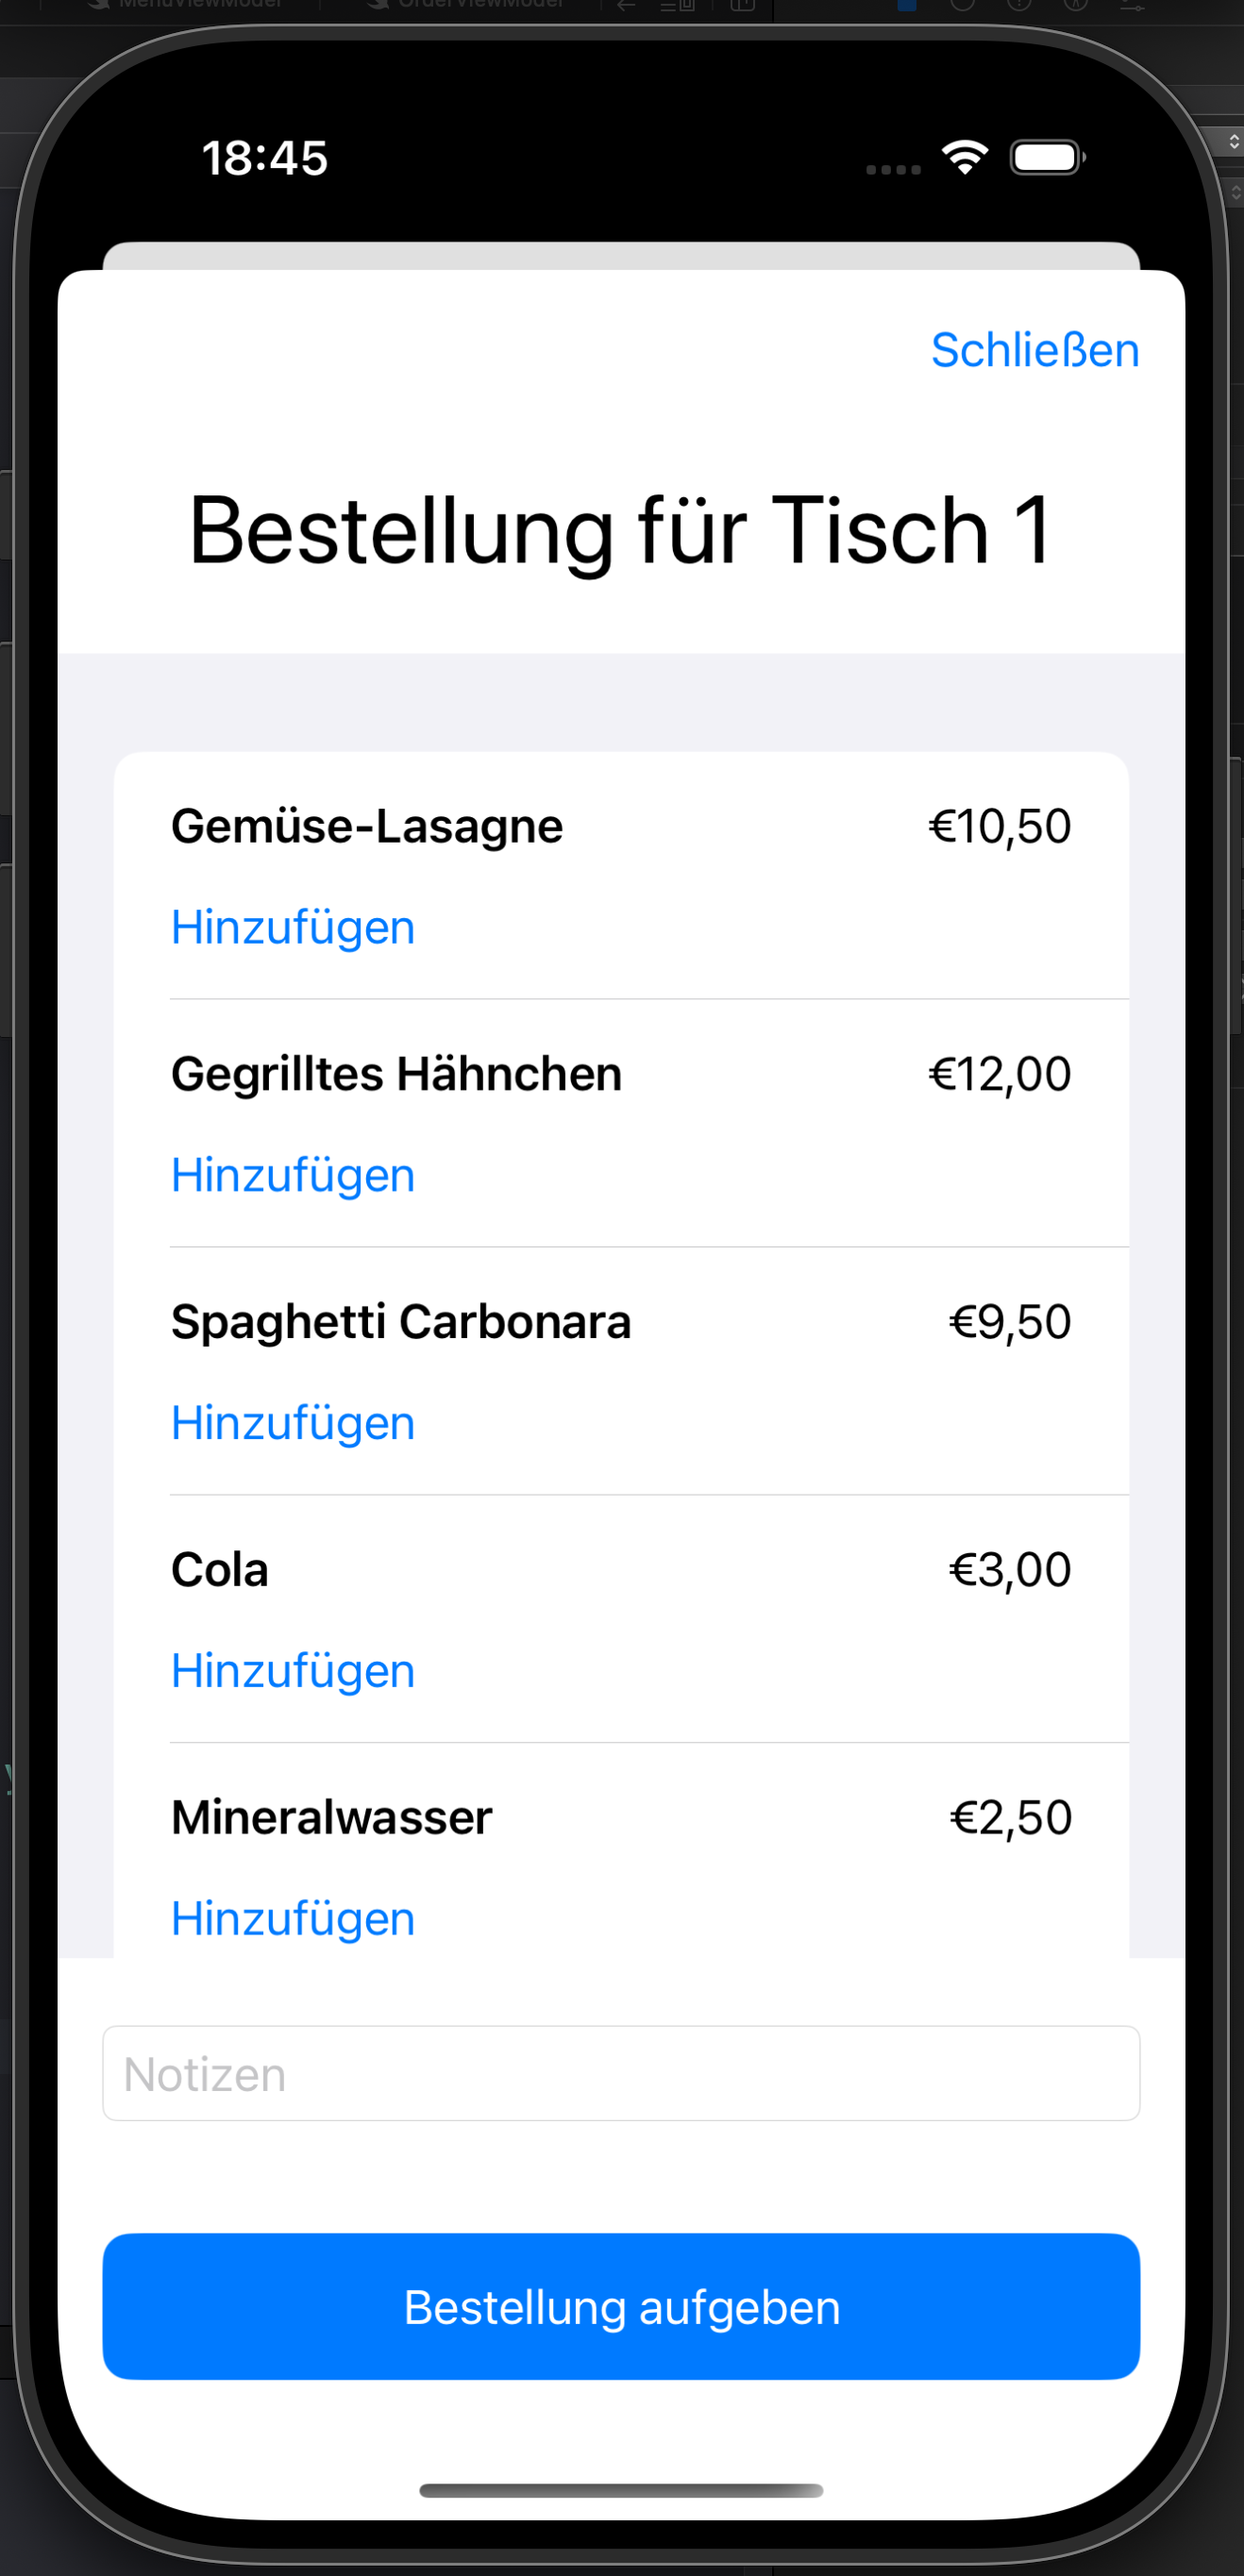 MenuViewModel OrderViewModel
18:45
Schließen
Bestellung für Tisch 1
Gemüse-Lasagne €10,50
Hinzufügen
Gegrilltes Hähnchen €12,00
Hinzufügen
Spaghetti Carbonara €9,50
Hinzufügen
Cola €3,00
Hinzufügen
Mineralwasser €2,50
Hinzufügen
Notizen
Bestellung aufgeben